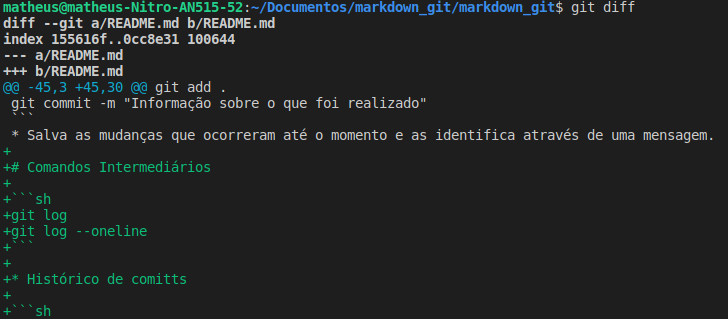 matheus@matheus-Nitro-AN515-52:~/Documentos/markdown_git/markdown_git$ git diff
diff --git a/README.md b/README.md
index 155616f..0cc8e31 100644
--- a/README.md
+++ b/README.md
@@ -45,3 +45,30 @@ git add .
 git commit -m "Informação sobre o que foi realizado"
 ```
 * Salva as mudanças que ocorreram até o momento e as identifica através de uma mensagem.
+
+# Comandos Intermediários
+
+```sh
+git log
+git log --oneline
+```
+
+* Histórico de comitts
+
+```sh